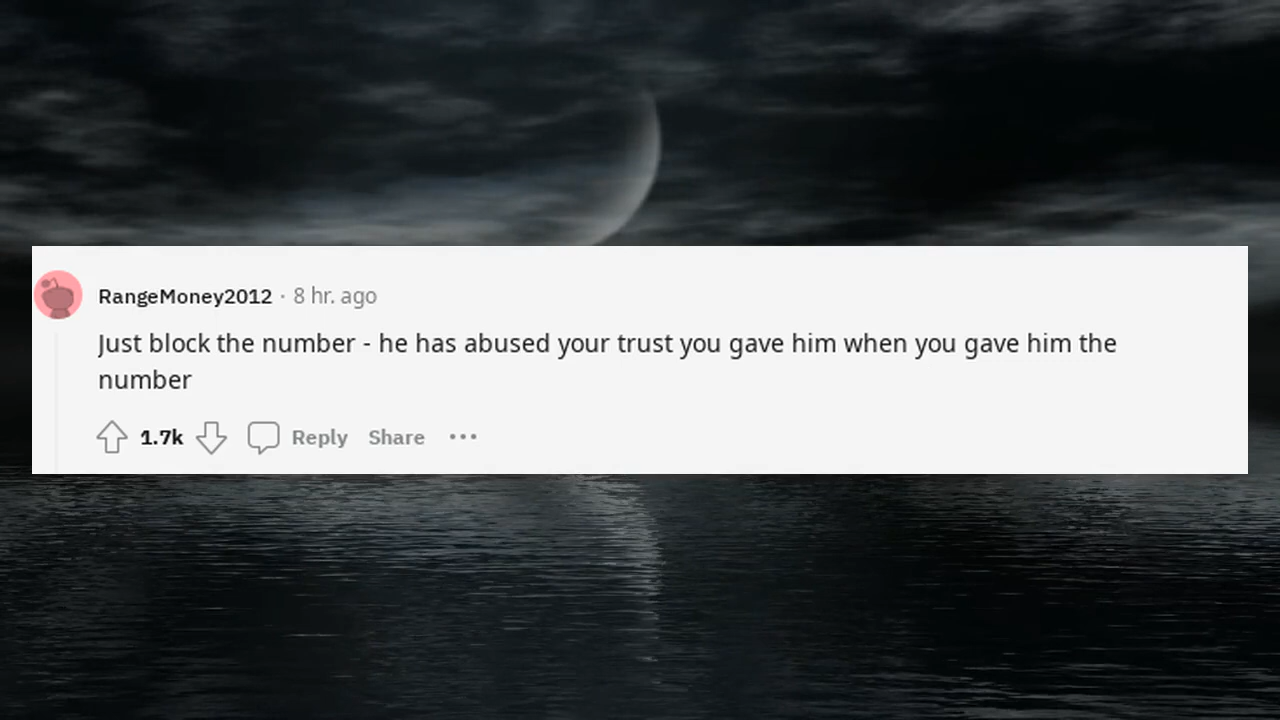 RangeMoney2012 · 8 hr. ago
Just block the number - he has abused your trust you gave him when you gave him the
number
1.7k Reply Share ···